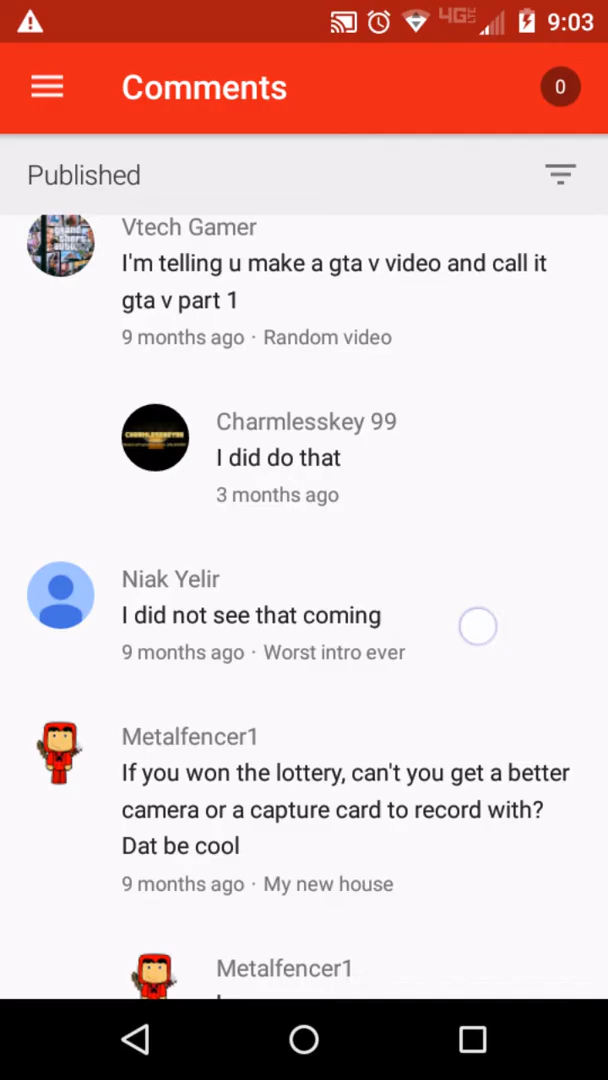 4G LTE 9:03
Comments 0
Published
Vtech Gamer
I'm telling u make a gta v video and call it
gta v part 1
9 months ago · Random video
Charmlesskey 99
I did do that
3 months ago
Niak Yelir
I did not see that coming
9 months ago · Worst intro ever
Metalfencer1
If you won the lottery, can't you get a better
camera or a capture card to record with?
Dat be cool
9 months ago · My new house
Metalfencer1